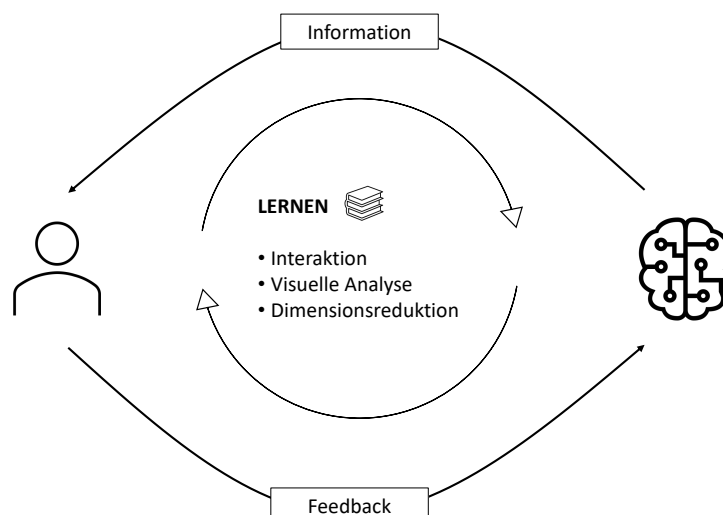 Information
LERNEN
• Interaktion
• Visuelle Analyse
• Dimensionsreduktion
Feedback